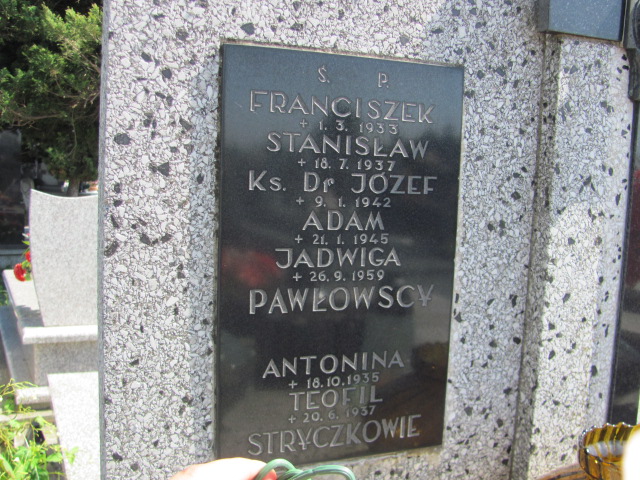 Ś. P.
FRANCISZEK
+ 1. 3. 1933
STANISŁAW
+ 18. 7. 1937
Ks. Dr JÓZEF
+ 9. 1. 1942
ADAM
+ 21. 1. 1945
JADWIGA
+ 26. 9. 1959
PAWŁOWSCY
ANTONINA
+ 18.10.1935
TEOFIL
+ 20. 6. 1937
STRYCZKOWIE